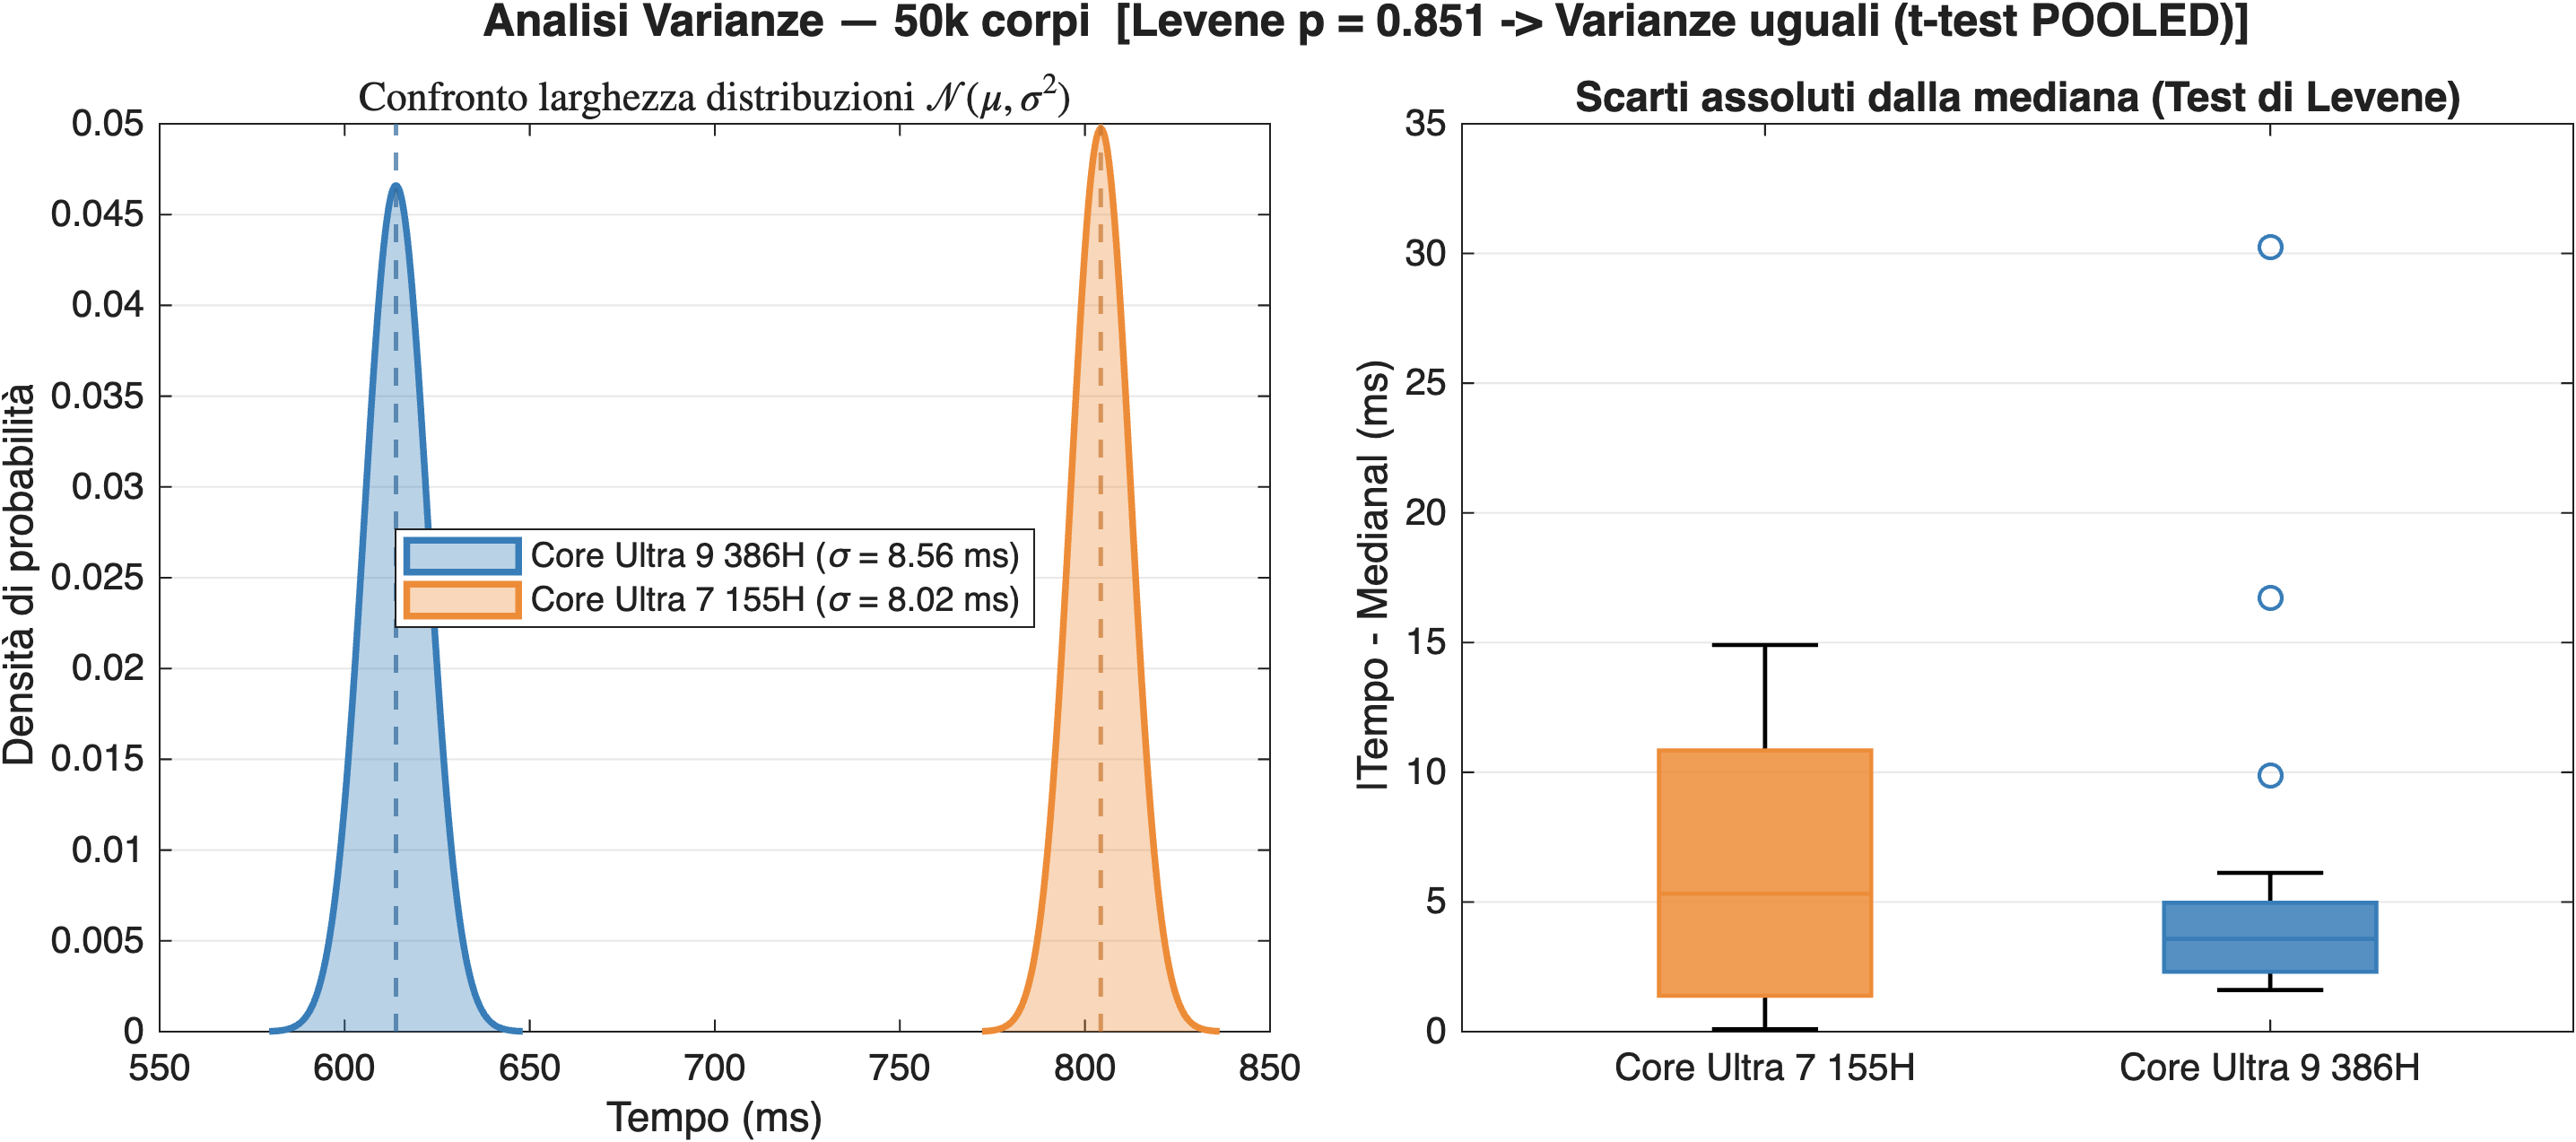 Analisi Varianze — 50k corpi [Levene p = 0.851 -> Varianze uguali (t-test POOLED)]
Confronto larghezza distribuzioni 𝒩(μ, σ²)
Densità di probabilità
0.05
0.045
0.04
0.035
0.03
0.025
0.02
0.015
0.01
0.005
0
Core Ultra 9 386H (σ = 8.56 ms)
Core Ultra 7 155H (σ = 8.02 ms)
550 600 650 700 750 800 850
Tempo (ms)
Scarti assoluti dalla mediana (Test di Levene)
|Tempo - Mediana| (ms)
35
30
25
20
15
10
5
0
Core Ultra 7 155H Core Ultra 9 386H